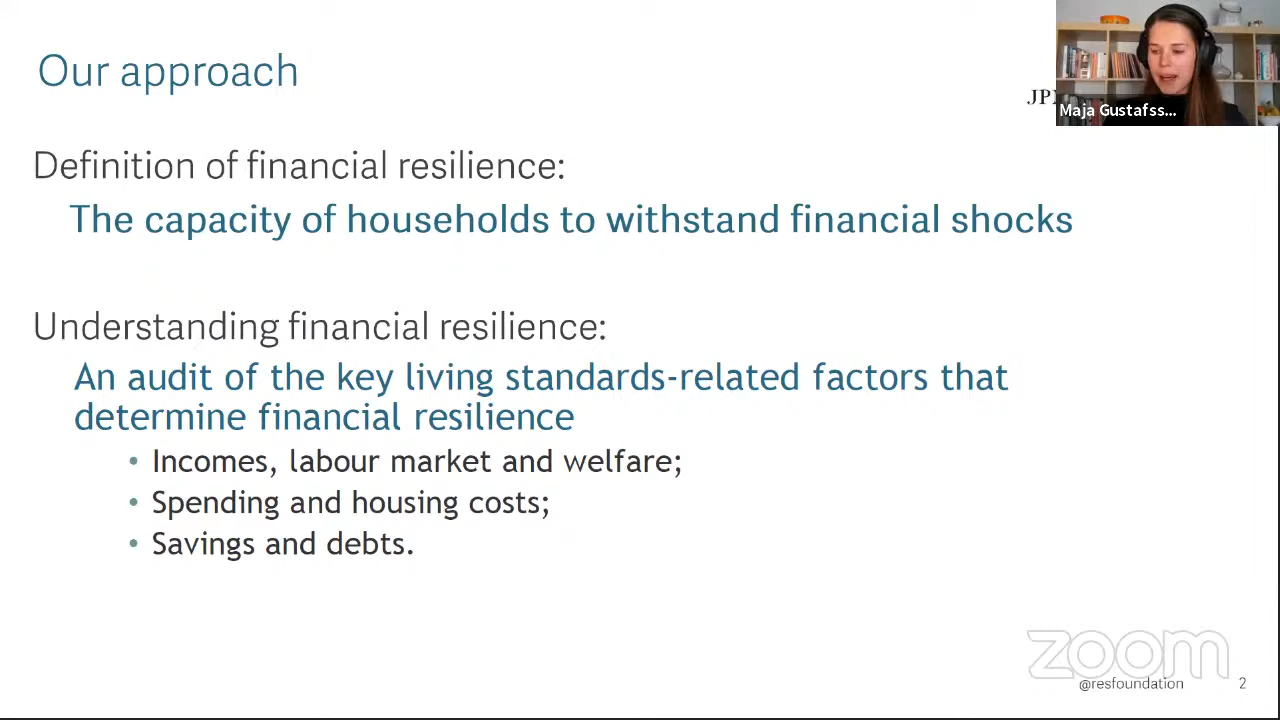 Our approach
JP
Maja Gustafss...
Definition of financial resilience:
The capacity of households to withstand financial shocks
Understanding financial resilience:
An audit of the key living standards-related factors that
determine financial resilience
• Incomes, labour market and welfare;
• Spending and housing costs;
• Savings and debts.
zoom
@resfoundation
2